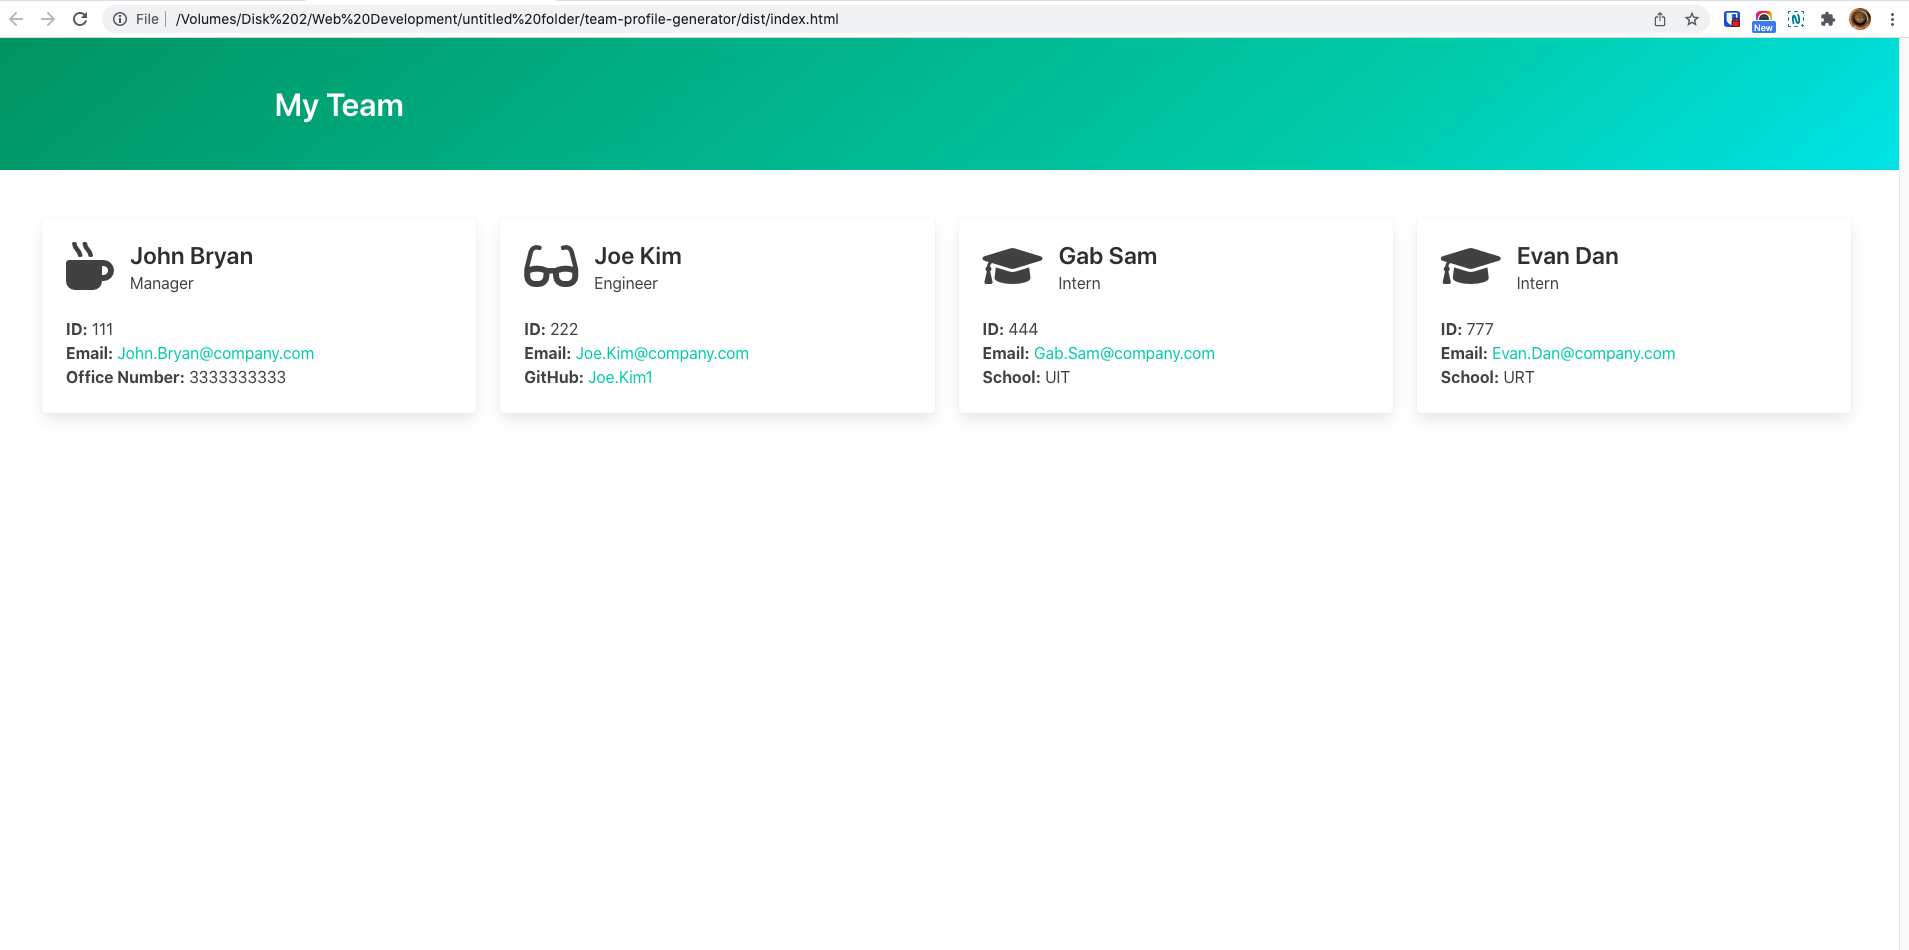 File /Volumes/Disk%202/Web%20Development/untitled%20folder/team-profile-generator/dist/index.html
New
My Team
John Bryan
Manager
ID: 111
Email: John.Bryan@company.com
Office Number: 3333333333
Joe Kim
Engineer
ID: 222
Email: Joe.Kim@company.com
GitHub: Joe.Kim1
Gab Sam
Intern
ID: 444
Email: Gab.Sam@company.com
School: UIT
Evan Dan
Intern
ID: 777
Email: Evan.Dan@company.com
School: URT